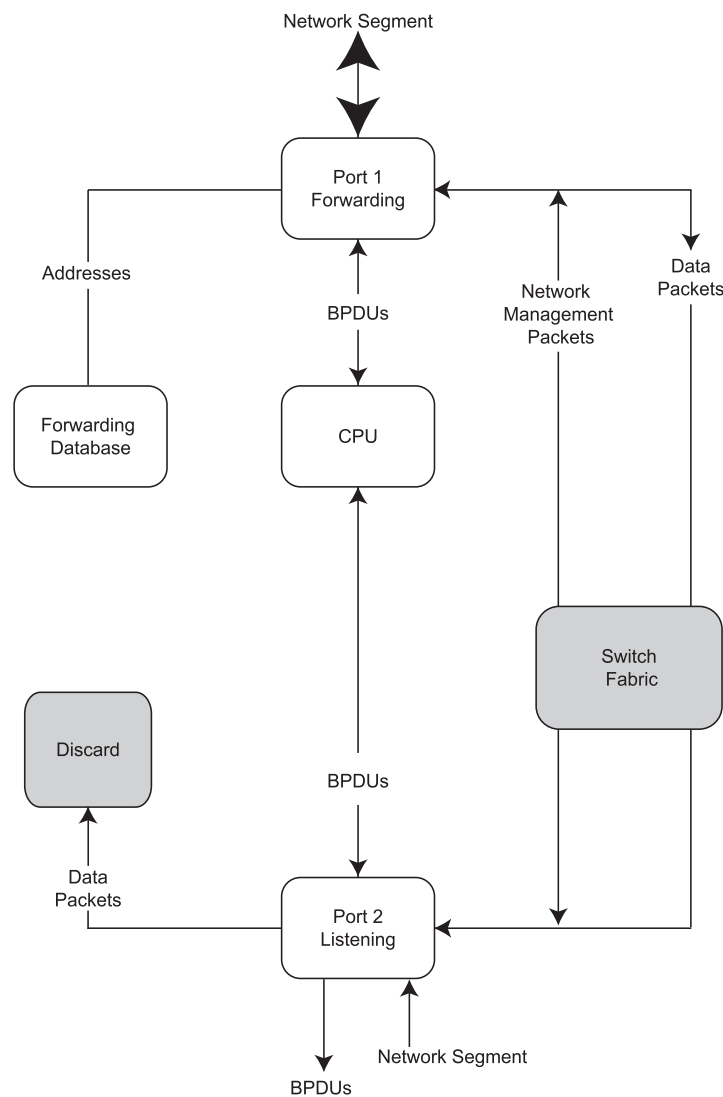 Network Segment
Port 1
Forwarding
Addresses
Data
Packets
BPDUs
Network
Management
Packets
Forwarding
Database
CPU
Switch
Fabric
Discard
BPDUs
Data
Packets
Port 2
Listening
Network Segment
BPDUs